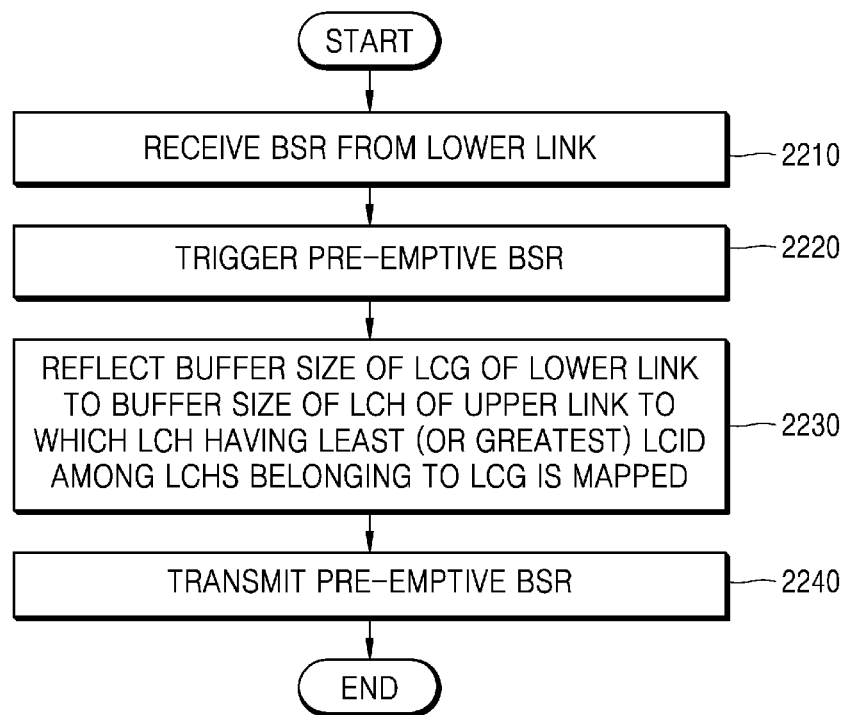 START
RECEIVE BSR FROM LOWER LINK
2210
TRIGGER PRE-EMPTIVE BSR
2220
REFLECT BUFFER SIZE OF LCG OF LOWER LINK
TO BUFFER SIZE OF LCH OF UPPER LINK TO
WHICH LCH HAVING LEAST (OR GREATEST) LCID
AMONG LCHS BELONGING TO LCG IS MAPPED
2230
TRANSMIT PRE-EMPTIVE BSR
2240
END